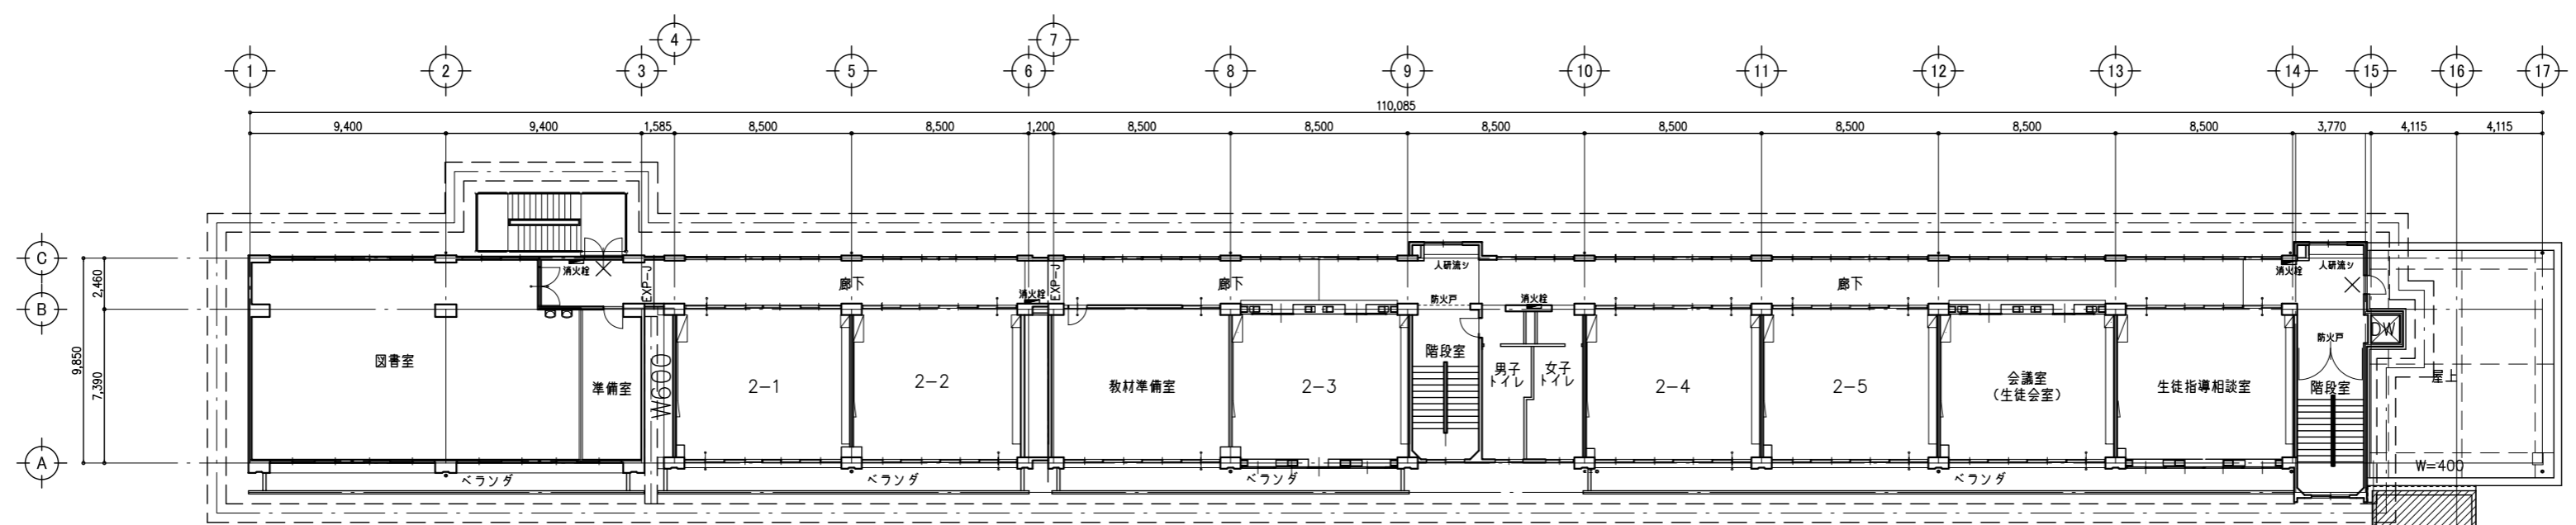 4
7
1
2
3
5
6
8
9
10
11
12
13
14
15
16
17
110,085
9,400
9,400
1,585
8,500
8,500
1,200
8,500
8,500
8,500
8,500
8,500
8,500
8,500
3,770
4,115
4,115
C
B
A
2,460
7,390
9,850
消火栓
EXP-J
廊下
消火栓
EXP-J
廊下
人研流シ
防火戸
消火栓
廊下
消火栓
人研流シ
DW
防火戸
図書室
準備室
W600
2-1
2-2
教材準備室
2-3
階段室
男子
トイレ
女子
トイレ
2-4
2-5
会議室
(生徒会室)
生徒指導相談室
階段室
屋上
W=400
ベランダ
ベランダ
ベランダ
ベランダ